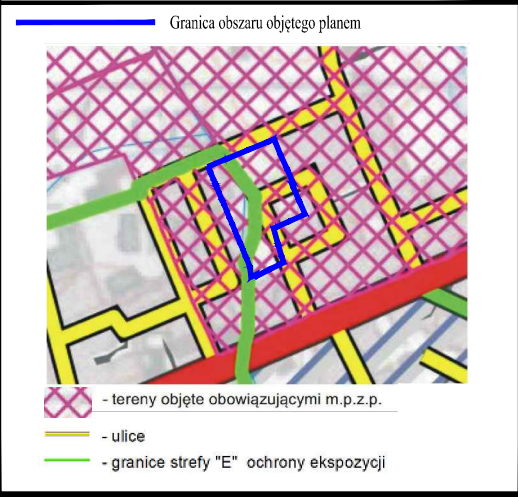 Granica obszaru objętego planem
- tereny objęte obowiązującymi m.p.z.p.
- ulice
- granice strefy "E" ochrony ekspozycji